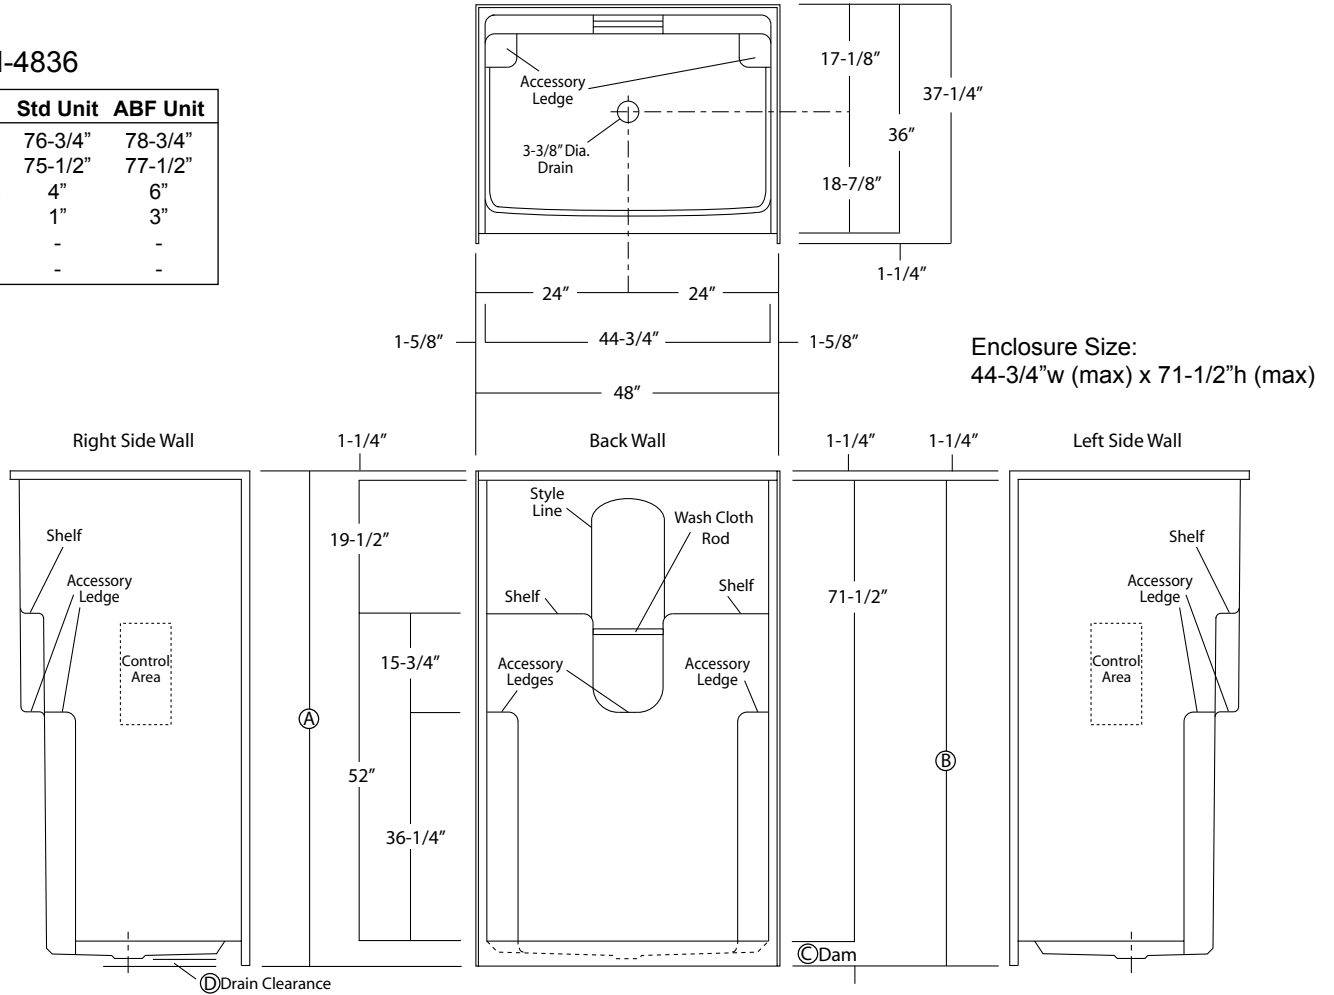 -4836
Std Unit ABF Unit
76-3/4” 78-3/4”
75-1/2” 77-1/2”
4” 6”
1” 3”
- -
- -
Accessory
Ledge
3-3/8” Dia.
Drain
17-1/8”
37-1/4”
36”
18-7/8”
1-1/4”
24” 24”
1-5/8” 44-3/4” 1-5/8”
48”
Enclosure Size:
44-3/4”w (max) x 71-1/2”h (max)
Right Side Wall 1-1/4” Back Wall 1-1/4” 1-1/4” Left Side Wall
Shelf
Accessory
Ledge
Control
Area
19-1/2”
15-3/4”
A
52”
36-1/4”
D Drain Clearance
Style
Line
Wash Cloth
Rod
Shelf
Shelf
Accessory
Ledges
Accessory
Ledge
71-1/2”
B
C Dam
Shelf
Accessory
Ledge
Control
Area